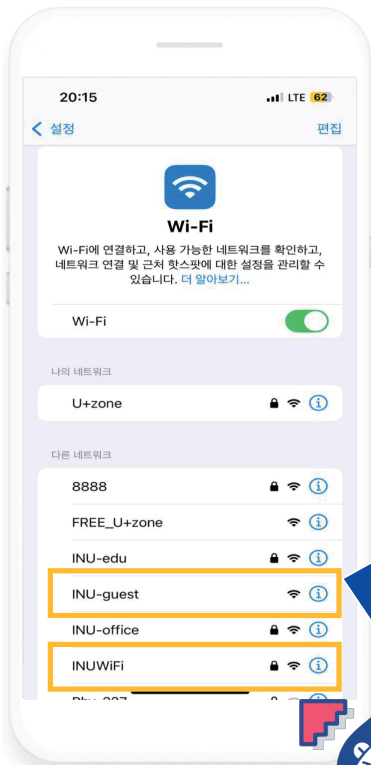 20:15 LTE 62
설정 편집
Wi-Fi
Wi-Fi에 연결하고, 사용 가능한 네트워크를 확인하고,
네트워크 연결 및 근처 핫스팟에 대한 설정을 관리할 수
있습니다. 더 알아보기...
Wi-Fi
나의 네트워크
U+zone
다른 네트워크
8888
FREE_U+zone
INU-edu
INU-guest
INU-office
INUWiFi